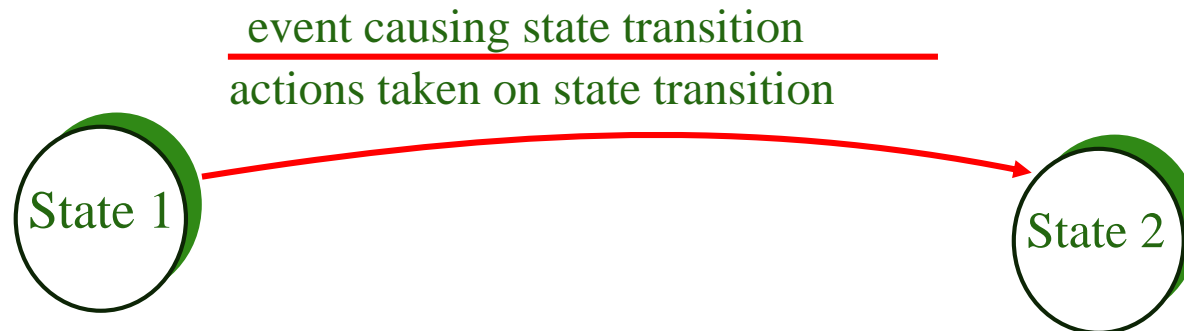 event causing state transition
actions taken on state transition
State 1
State 2